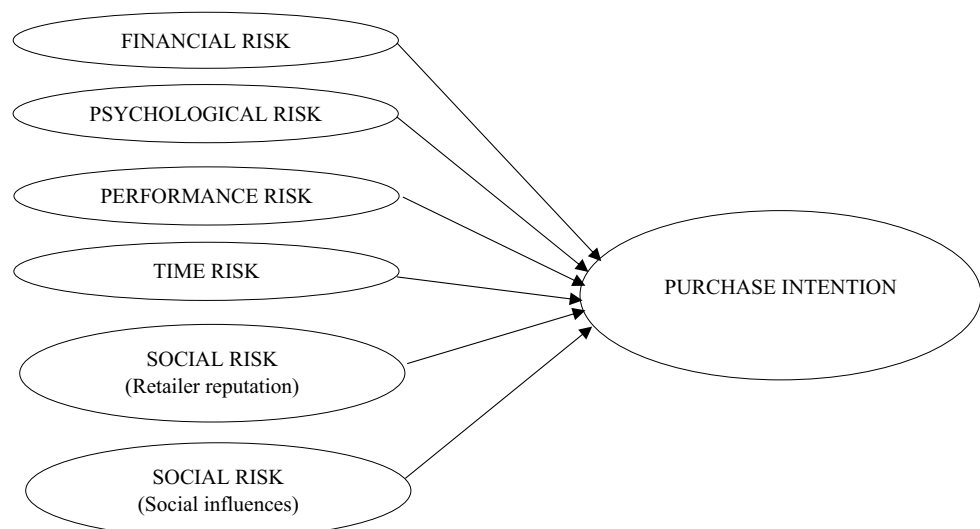 FINANCIAL RISK
PSYCHOLOGICAL RISK
PERFORMANCE RISK
TIME RISK
PURCHASE INTENTION
SOCIAL RISK
(Retailer reputation)
SOCIAL RISK
(Social influences)